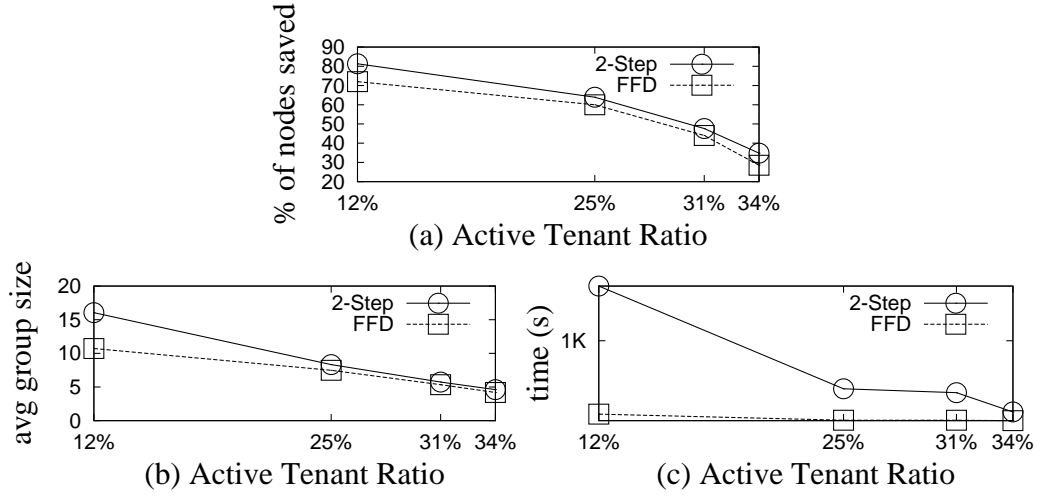 % of nodes saved
90
80
70
60
50
40
30
20
2-Step
FFD
12% 25% 31% 34%
(a) Active Tenant Ratio
avg group size
20
15
10
5
0
2-Step
FFD
12% 25% 31% 34%
(b) Active Tenant Ratio
time (s)
1K
2-Step
FFD
12% 25% 31% 34%
(c) Active Tenant Ratio